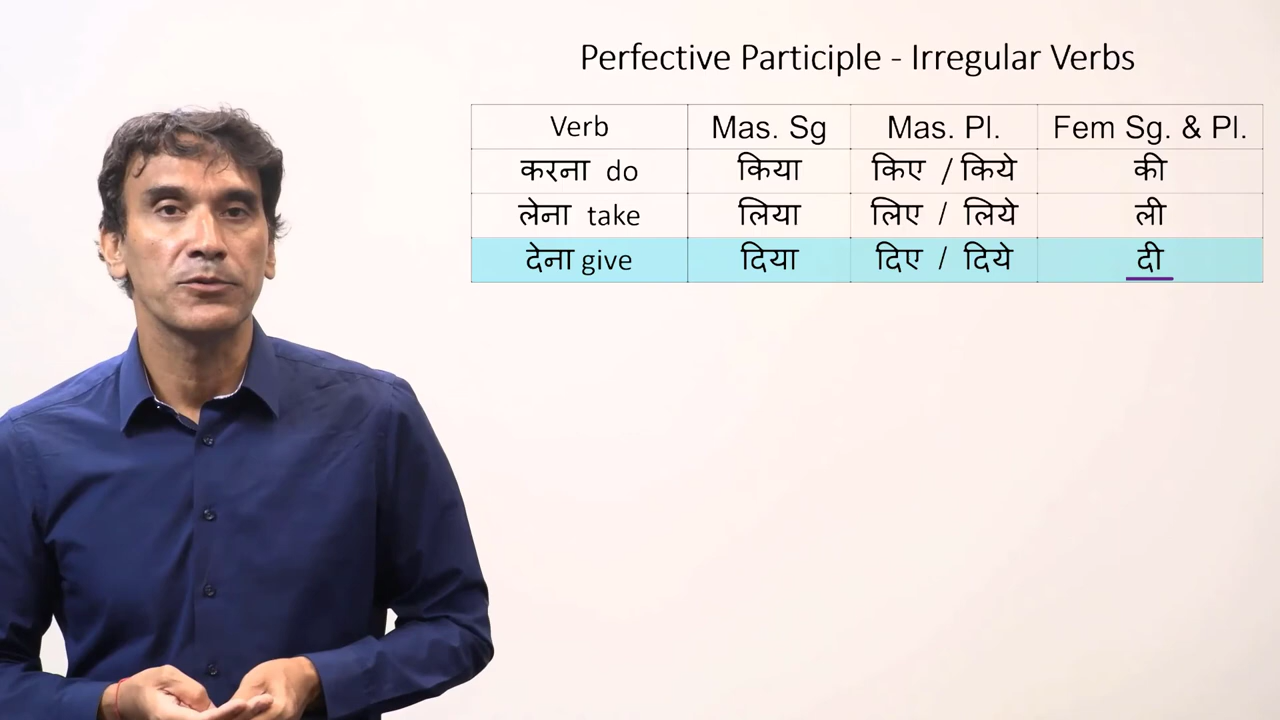 Perfective Participle - Irregular Verbs
Verb Mas. Sg Mas. Pl. Fem Sg. & Pl.
करना do किया किए / किये की
लेना take लिया लिए / लिये ली
देना give दिया दिए / दिये दी